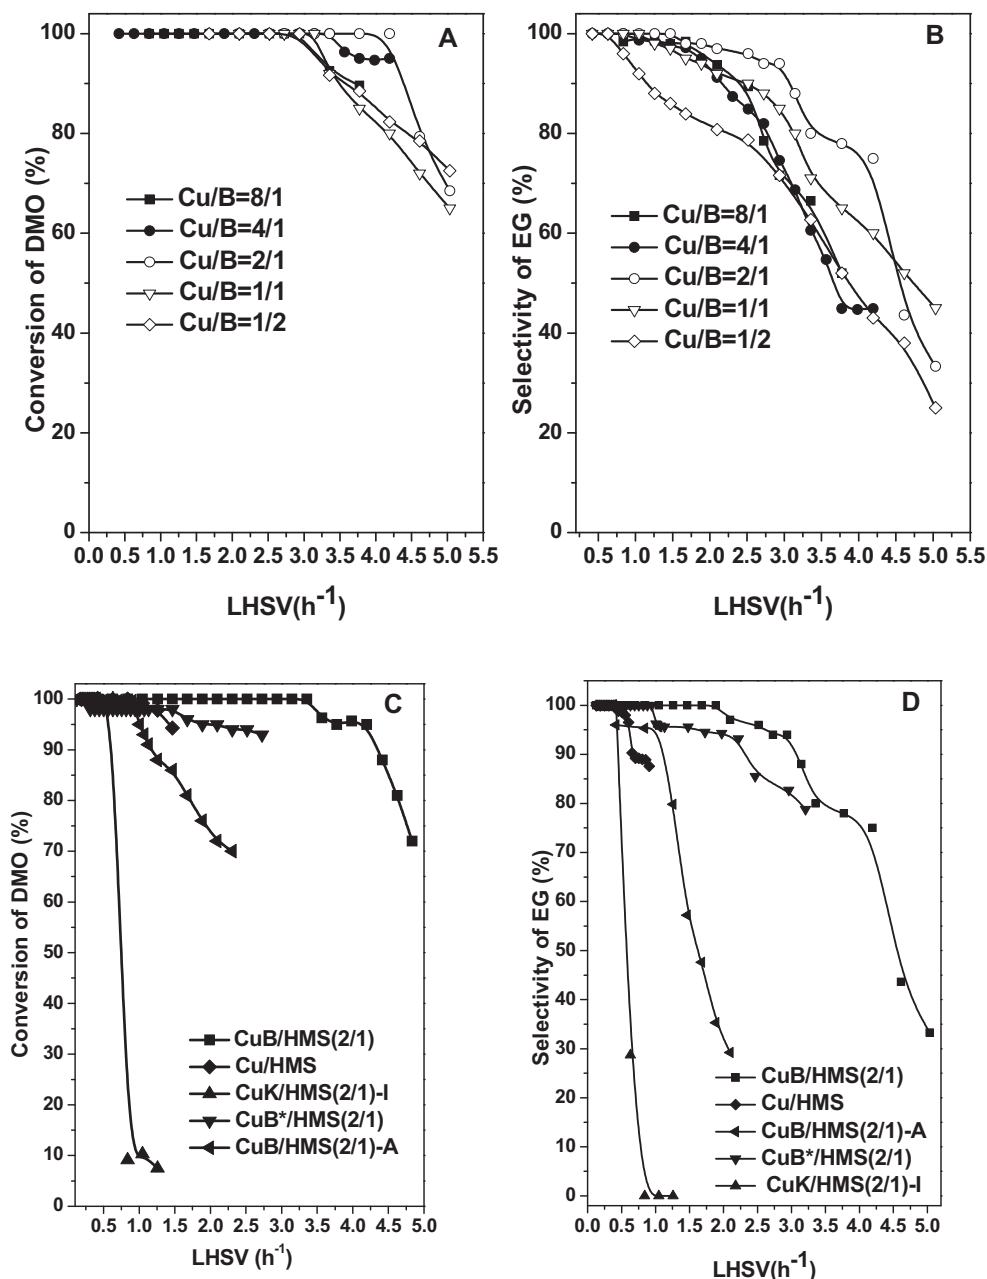 A
Conversion of DMO (%)
100
80
60
40
20
0
Cu/B=8/1
Cu/B=4/1
Cu/B=2/1
Cu/B=1/1
Cu/B=1/2
0.0 0.5 1.0 1.5 2.0 2.5 3.0 3.5 4.0 4.5 5.0 5.5
LHSV(h-1)
B
Selectivity of EG (%)
100
80
60
40
20
0
Cu/B=8/1
Cu/B=4/1
Cu/B=2/1
Cu/B=1/1
Cu/B=1/2
0.5 1.0 1.5 2.0 2.5 3.0 3.5 4.0 4.5 5.0 5.5
LHSV(h-1)
C
Conversion of DMO (%)
100
90
80
70
60
50
40
30
20
10
0
CuB/HMS(2/1)
Cu/HMS
CuK/HMS(2/1)-I
CuB*/HMS(2/1)
CuB/HMS(2/1)-A
0.5 1.0 1.5 2.0 2.5 3.0 3.5 4.0 4.5 5.0
LHSV (h-1)
D
Selectivity of EG (%)
100
90
80
70
60
50
40
30
20
10
0
CuB/HMS(2/1)
Cu/HMS
CuB/HMS(2/1)-A
CuB*/HMS(2/1)
CuK/HMS(2/1)-I
0.0 0.5 1.0 1.5 2.0 2.5 3.0 3.5 4.0 4.5 5.0
LHSV(h-1)